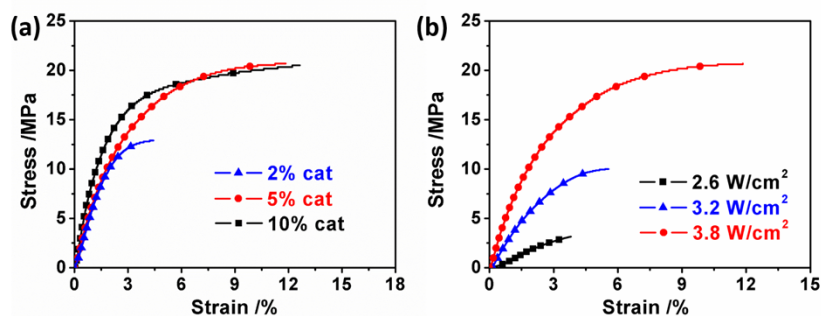 (a)
25
20
15
10
5
0
Stress /MPa
2% cat
5% cat
10% cat
0 3 6 9 12 15 18
Strain /%
(b)
25
20
15
10
5
0
Stress /MPa
2.6 W/cm²
3.2 W/cm²
3.8 W/cm²
0 3 6 9 12 15
Strain /%